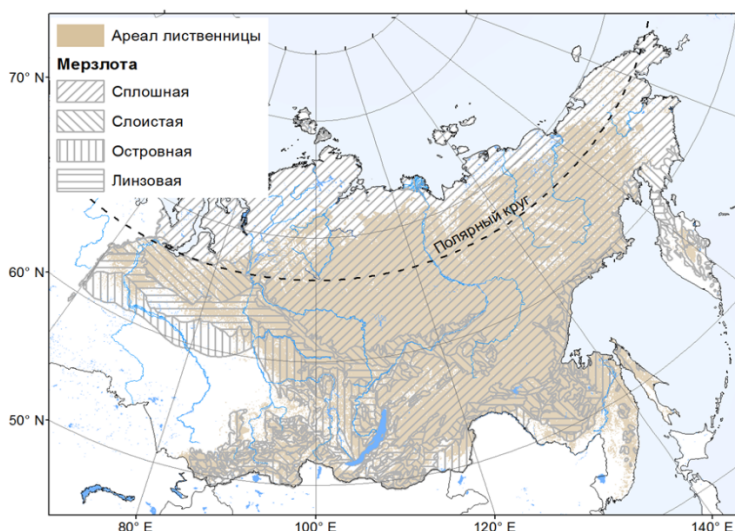 Ареал лиственницы
Мерзлота
Сплошная
Слоистая
Островная
Линзовая
70° N
60° N
50° N
Полярный круг
80° E
100° E
120° E
140° E